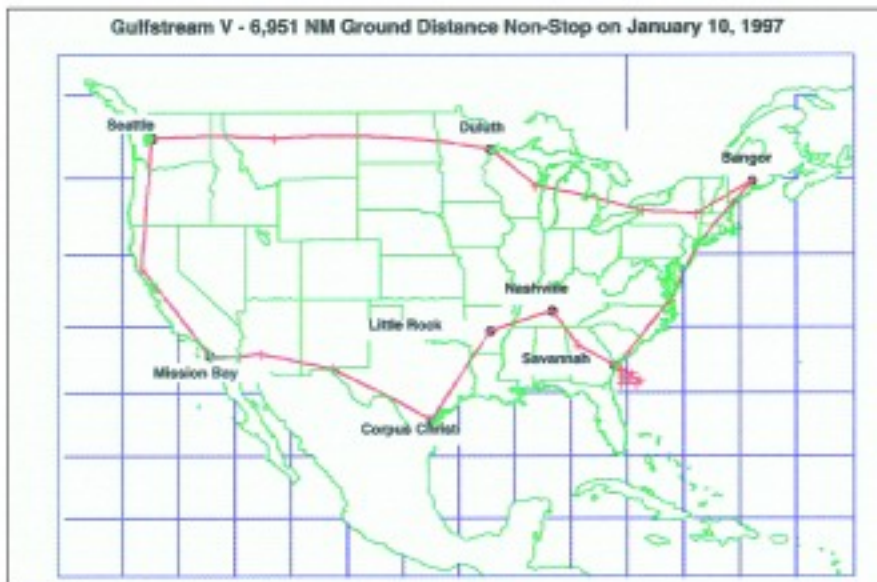 Gulfstream V - 6,951 NM Ground Distance Non-Stop on January 10, 1997
Seattle
Duluth
Bangor
Nashville
Little Rock
Savannah
Mission Bay
Corpus Christi